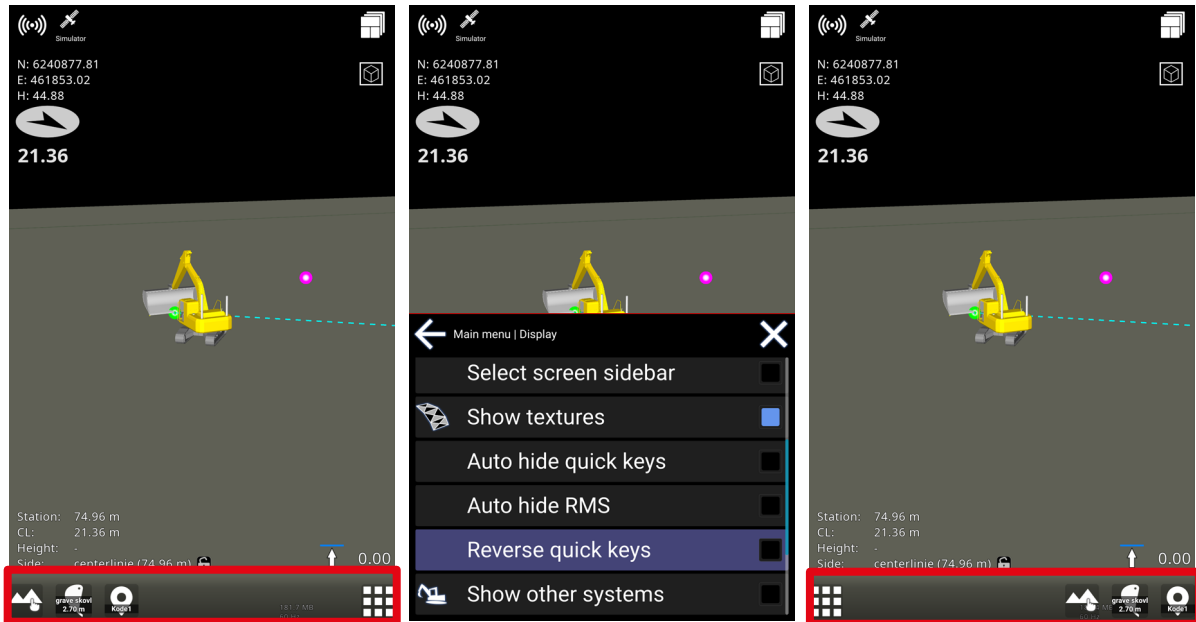 Simulator
N: 6240877.81
E: 461853.02
H: 44.88
21.36
Station: 74.96 m
CL: 21.36 m
Height: -
Side: centerlinie (74.96 m)
0.00
grave skovl
2.70 m
Kode1
181.7 MB
60 Hz
Simulator
N: 6240877.81
E: 461853.02
H: 44.88
21.36
Main menu | Display
Select screen sidebar
Show textures
Auto hide quick keys
Auto hide RMS
Reverse quick keys
Show other systems
Simulator
N: 6240877.81
E: 461853.02
H: 44.88
21.36
Station: 74.96 m
CL: 21.36 m
Height: -
Side: centerlinie (74.96 m)
0.00
grave skovl
2.70 m
Kode1